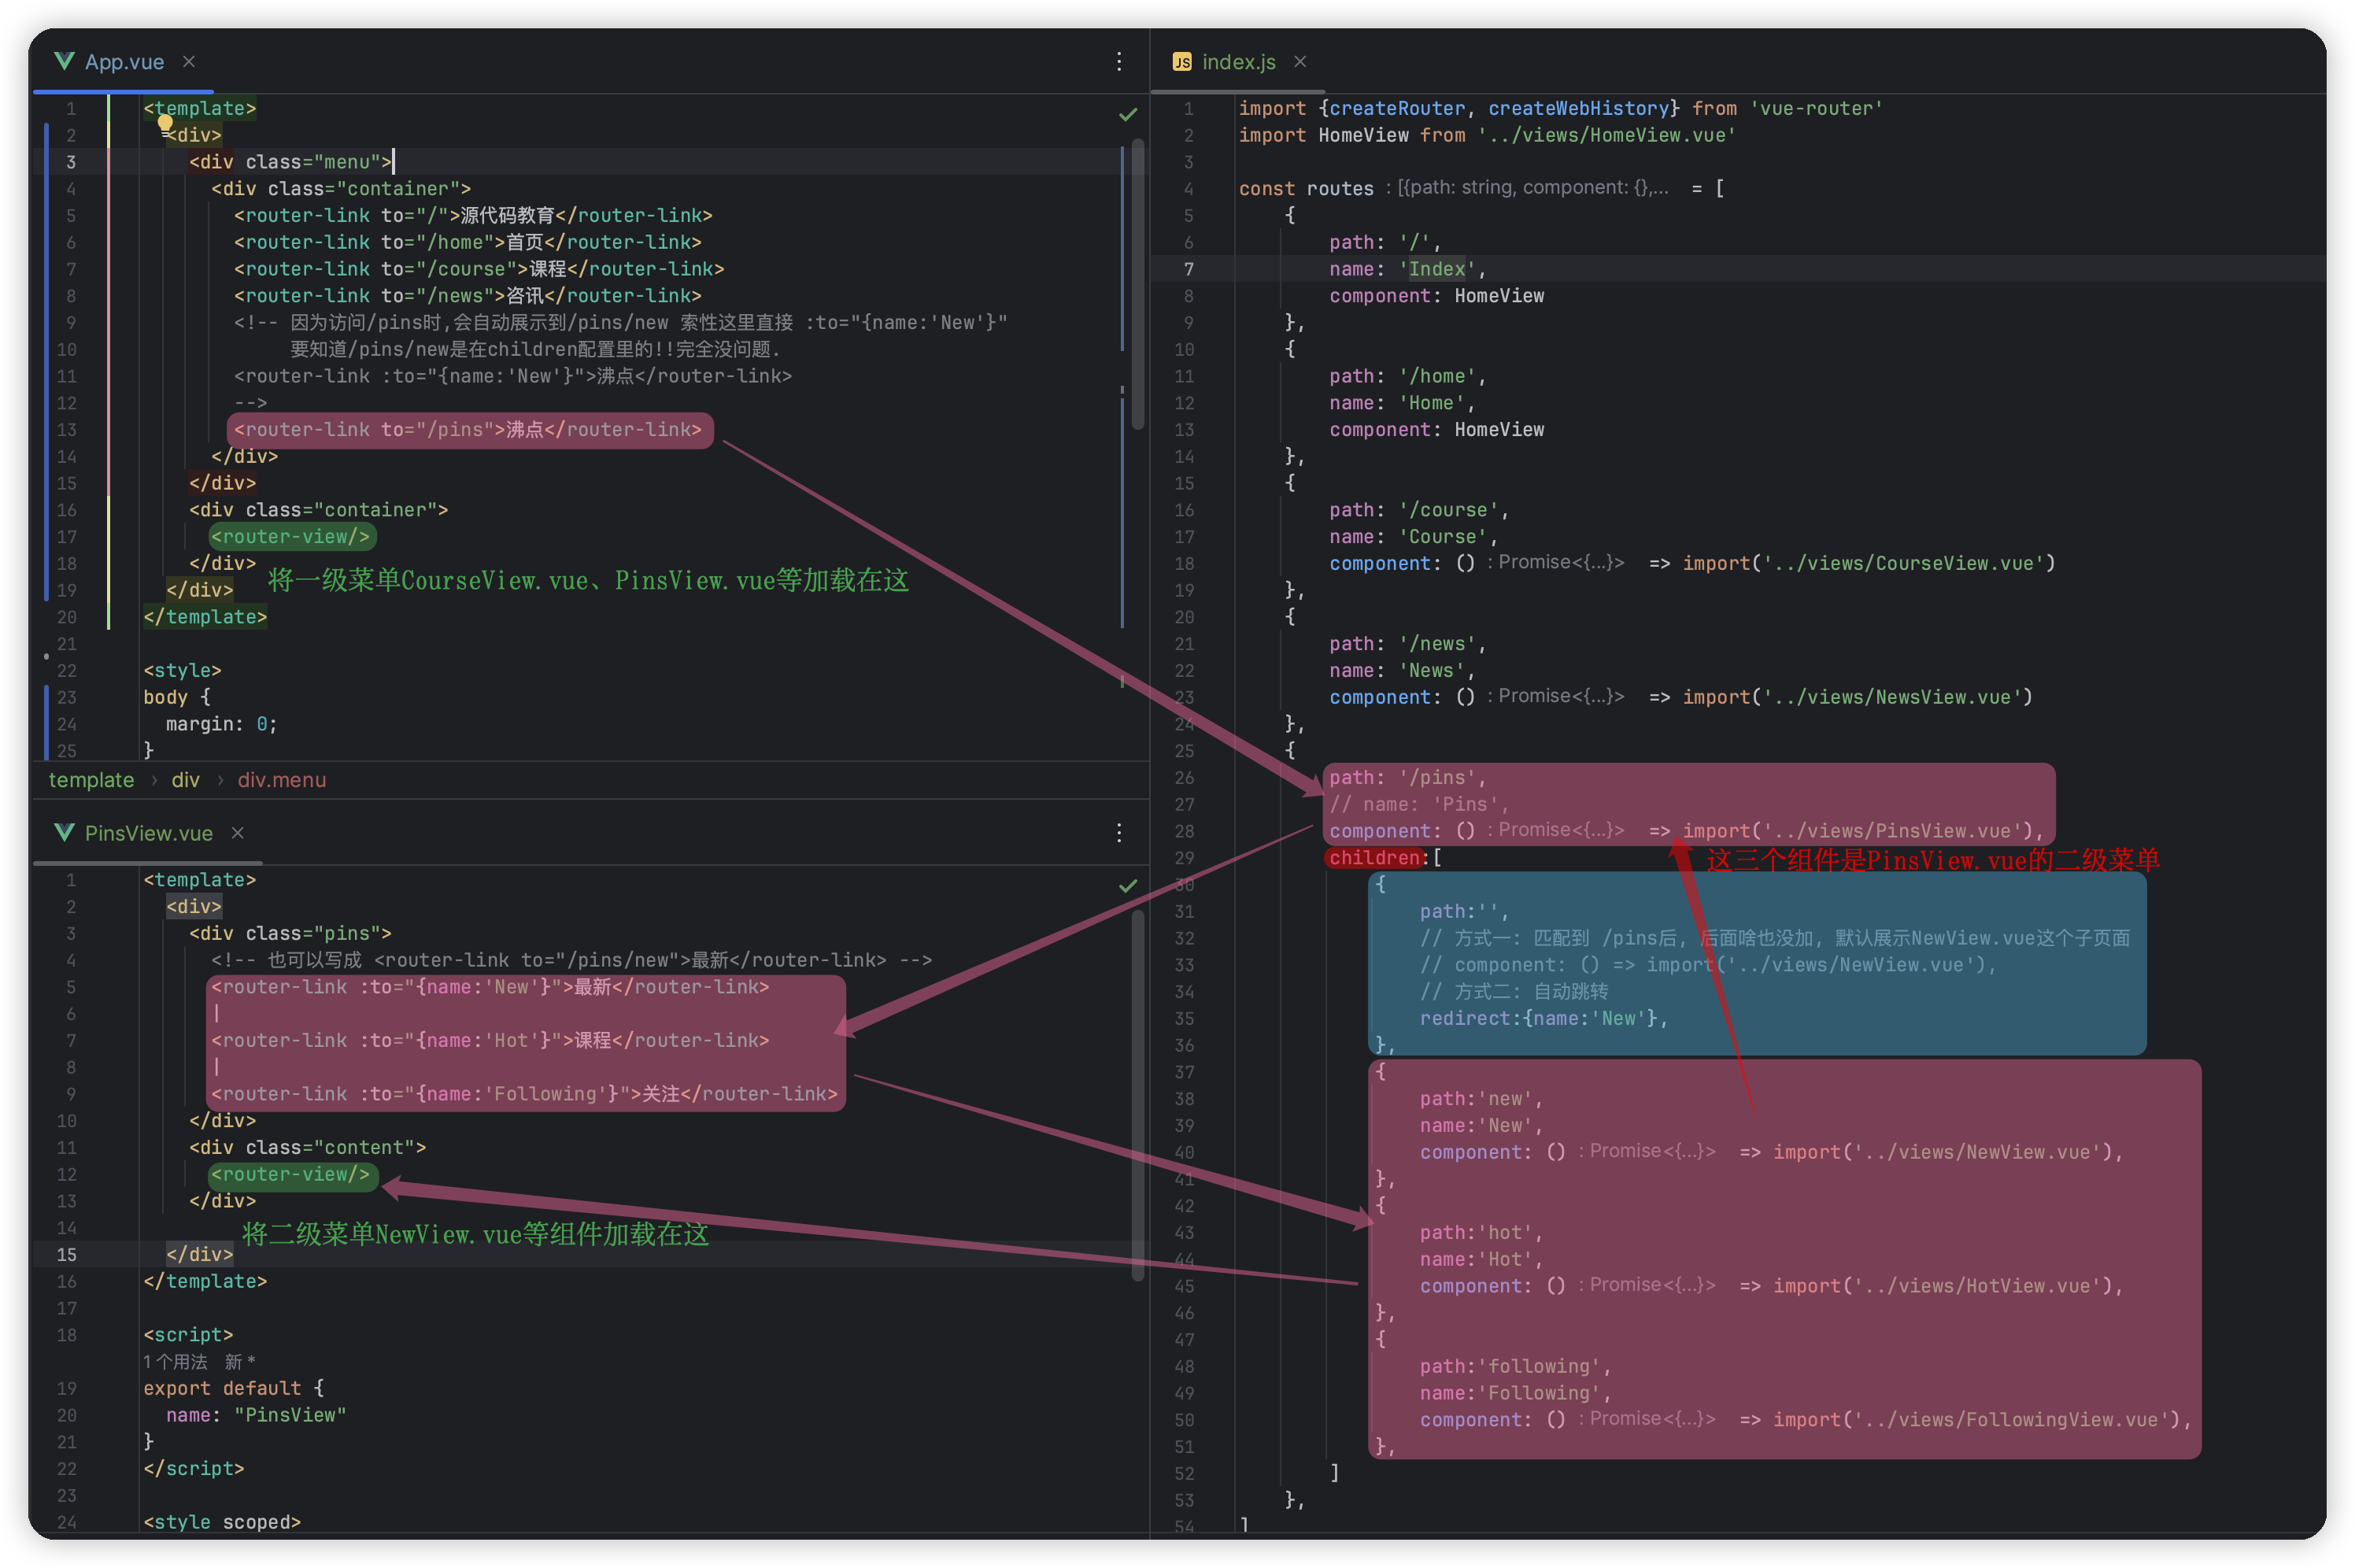 App.vue
1 <template>
2 <div>
3 <div class="menu">
4 <div class="container">
5 <router-link to="/">源代码教育</router-link>
6 <router-link to="/home">首页</router-link>
7 <router-link to="/course">课程</router-link>
8 <router-link to="/news">咨讯</router-link>
9 <!-- 因为访问/pins时,会自动展示到/pins/new 索性这里直接 :to="{name:'New'}"
10 要知道/pins/new是在children配置里的!!完全没问题.
11 <router-link :to="{name:'New'}">沸点</router-link>
12 -->
13 <router-link to="/pins">沸点</router-link>
14 </div>
15 </div>
16 <div class="container">
17 <router-view/>
18 </div>
将一级菜单CourseView.vue、PinsView.vue等加载在这
19 </div>
20 </template>
21
22 <style>
23 body {
24 margin: 0;
25 }
template › div › div.menu
PinsView.vue
1 <template>
2 <div>
3 <div class="pins">
4 <!-- 也可以写成 <router-link to="/pins/new">最新</router-link> -->
5 <router-link :to="{name:'New'}">最新</router-link>
6 |
7 <router-link :to="{name:'Hot'}">课程</router-link>
8 |
9 <router-link :to="{name:'Following'}">关注</router-link>
10 </div>
11 <div class="content">
12 <router-view/>
13 </div>
14
将二级菜单NewView.vue等组件加载在这
15 </div>
16 </template>
17
18 <script>
1个用法 新 *
19 export default {
20 name: "PinsView"
21 }
22 </script>
23
24 <style scoped>
JS index.js
1 import {createRouter, createWebHistory} from 'vue-router'
2 import HomeView from '../views/HomeView.vue'
3
4 const routes : [{path: string, component: {},... = [
5 {
6 path: '/',
7 name: 'Index',
8 component: HomeView
9 },
10 {
11 path: '/home',
12 name: 'Home',
13 component: HomeView
14 },
15 {
16 path: '/course',
17 name: 'Course',
18 component: () : Promise<{...}> => import('../views/CourseView.vue')
19 },
20 {
21 path: '/news',
22 name: 'News',
23 component: () : Promise<{...}> => import('../views/NewsView.vue')
24 },
25 {
26 path: '/pins',
27 // name: 'Pins',
28 component: () : Promise<{...}> => import('../views/PinsView.vue'),
29 children:[
这三个组件是PinsView.vue的二级菜单
30 {
31 path:'',
32 // 方式一: 匹配到 /pins后, 后面啥也没加, 默认展示NewView.vue这个子页面
33 // component: () => import('../views/NewView.vue'),
34 // 方式二: 自动跳转
35 redirect:{name:'New'},
36 },
37 {
38 path:'new',
39 name:'New',
40 component: () : Promise<{...}> => import('../views/NewView.vue'),
41 },
42 {
43 path:'hot',
44 name:'Hot',
45 component: () : Promise<{...}> => import('../views/HotView.vue'),
46 },
47 {
48 path:'following',
49 name:'Following',
50 component: () : Promise<{...}> => import('../views/FollowingView.vue'),
51 },
52 ]
53 },
54 ]